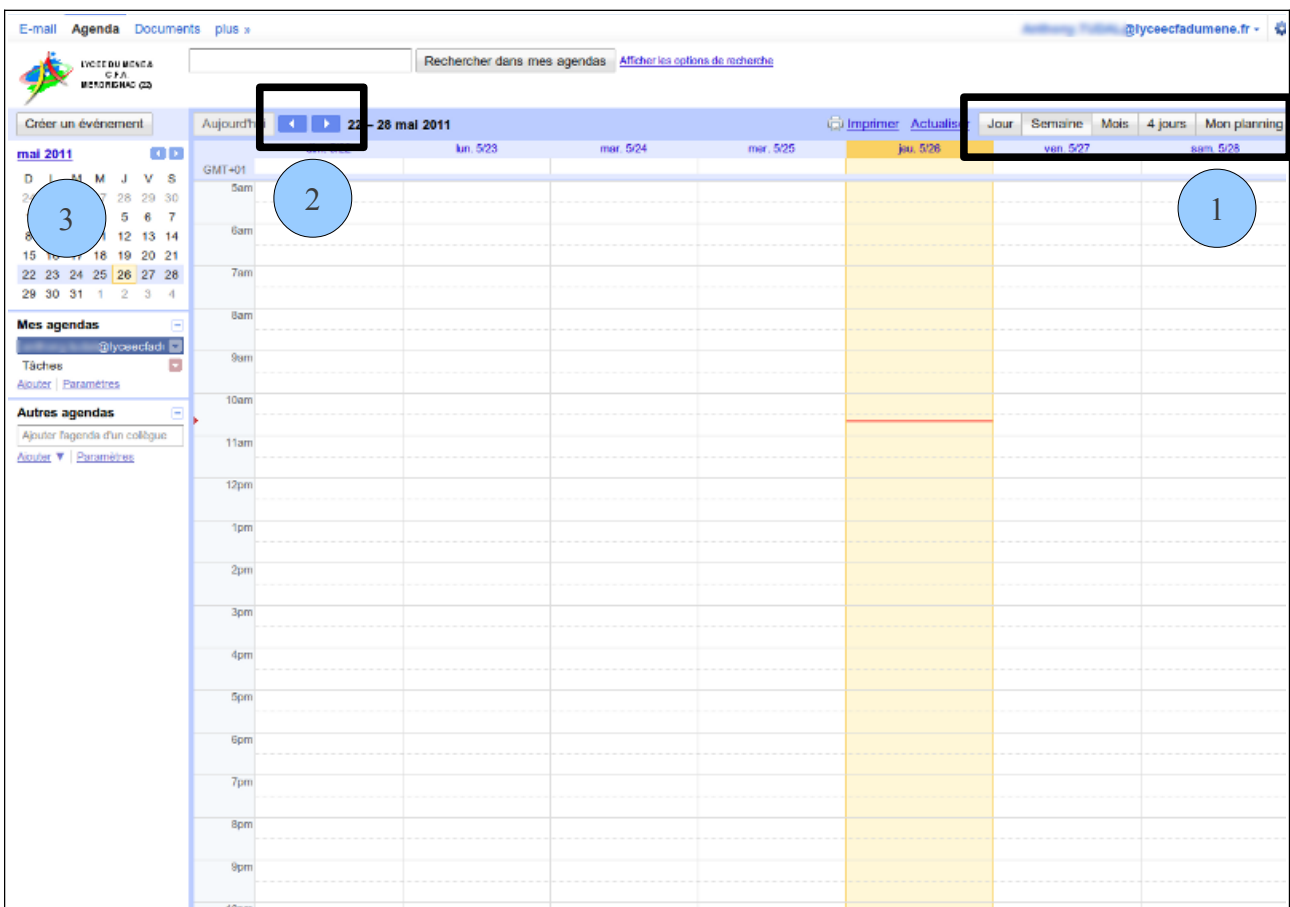 E-mail Agenda Documents plus »
@lyceecfadumene.fr
LYCEE DU MENE &
C.F.A.
MERDRIGNAC (22)
Rechercher dans mes agendas Afficher les options de recherche
Créer un événement
Aujourd'h
22 – 28 mai 2011
Imprimer Actualiser
Jour Semaine Mois 4 jours Mon planning
mai 2011
lun. 5/23 mar. 5/24 mer. 5/25 jeu. 5/26 ven. 5/27 sam. 5/28
GMT+01
1
2
3
D L M M J V S
28 29 30
5 6 7
8 12 13 14
15 16 17 18 19 20 21
22 23 24 25 26 27 28
29 30 31 1 2 3 4
Mes agendas
@lyceecfadu
Tâches
Ajouter | Paramètres
Autres agendas
Ajouter l'agenda d'un collègue
Ajouter ▼ | Paramètres
5am
6am
7am
8am
9am
10am
11am
12pm
1pm
2pm
3pm
4pm
5pm
6pm
7pm
8pm
9pm